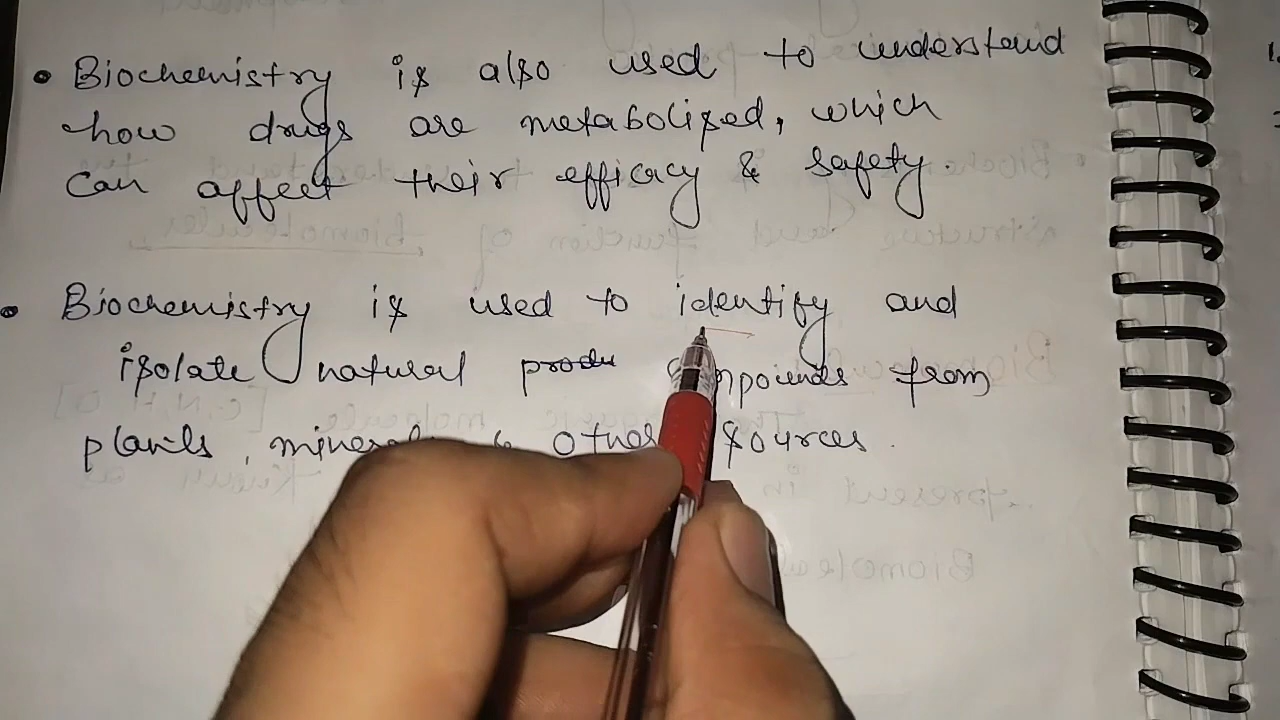 • Biochemistry is also used to understand
how drugs are metabolised, which
can affect their efficacy & safety.
• Biochemistry is used to identify and
isolate natural produ compounds from
plants, minerals & other sources.